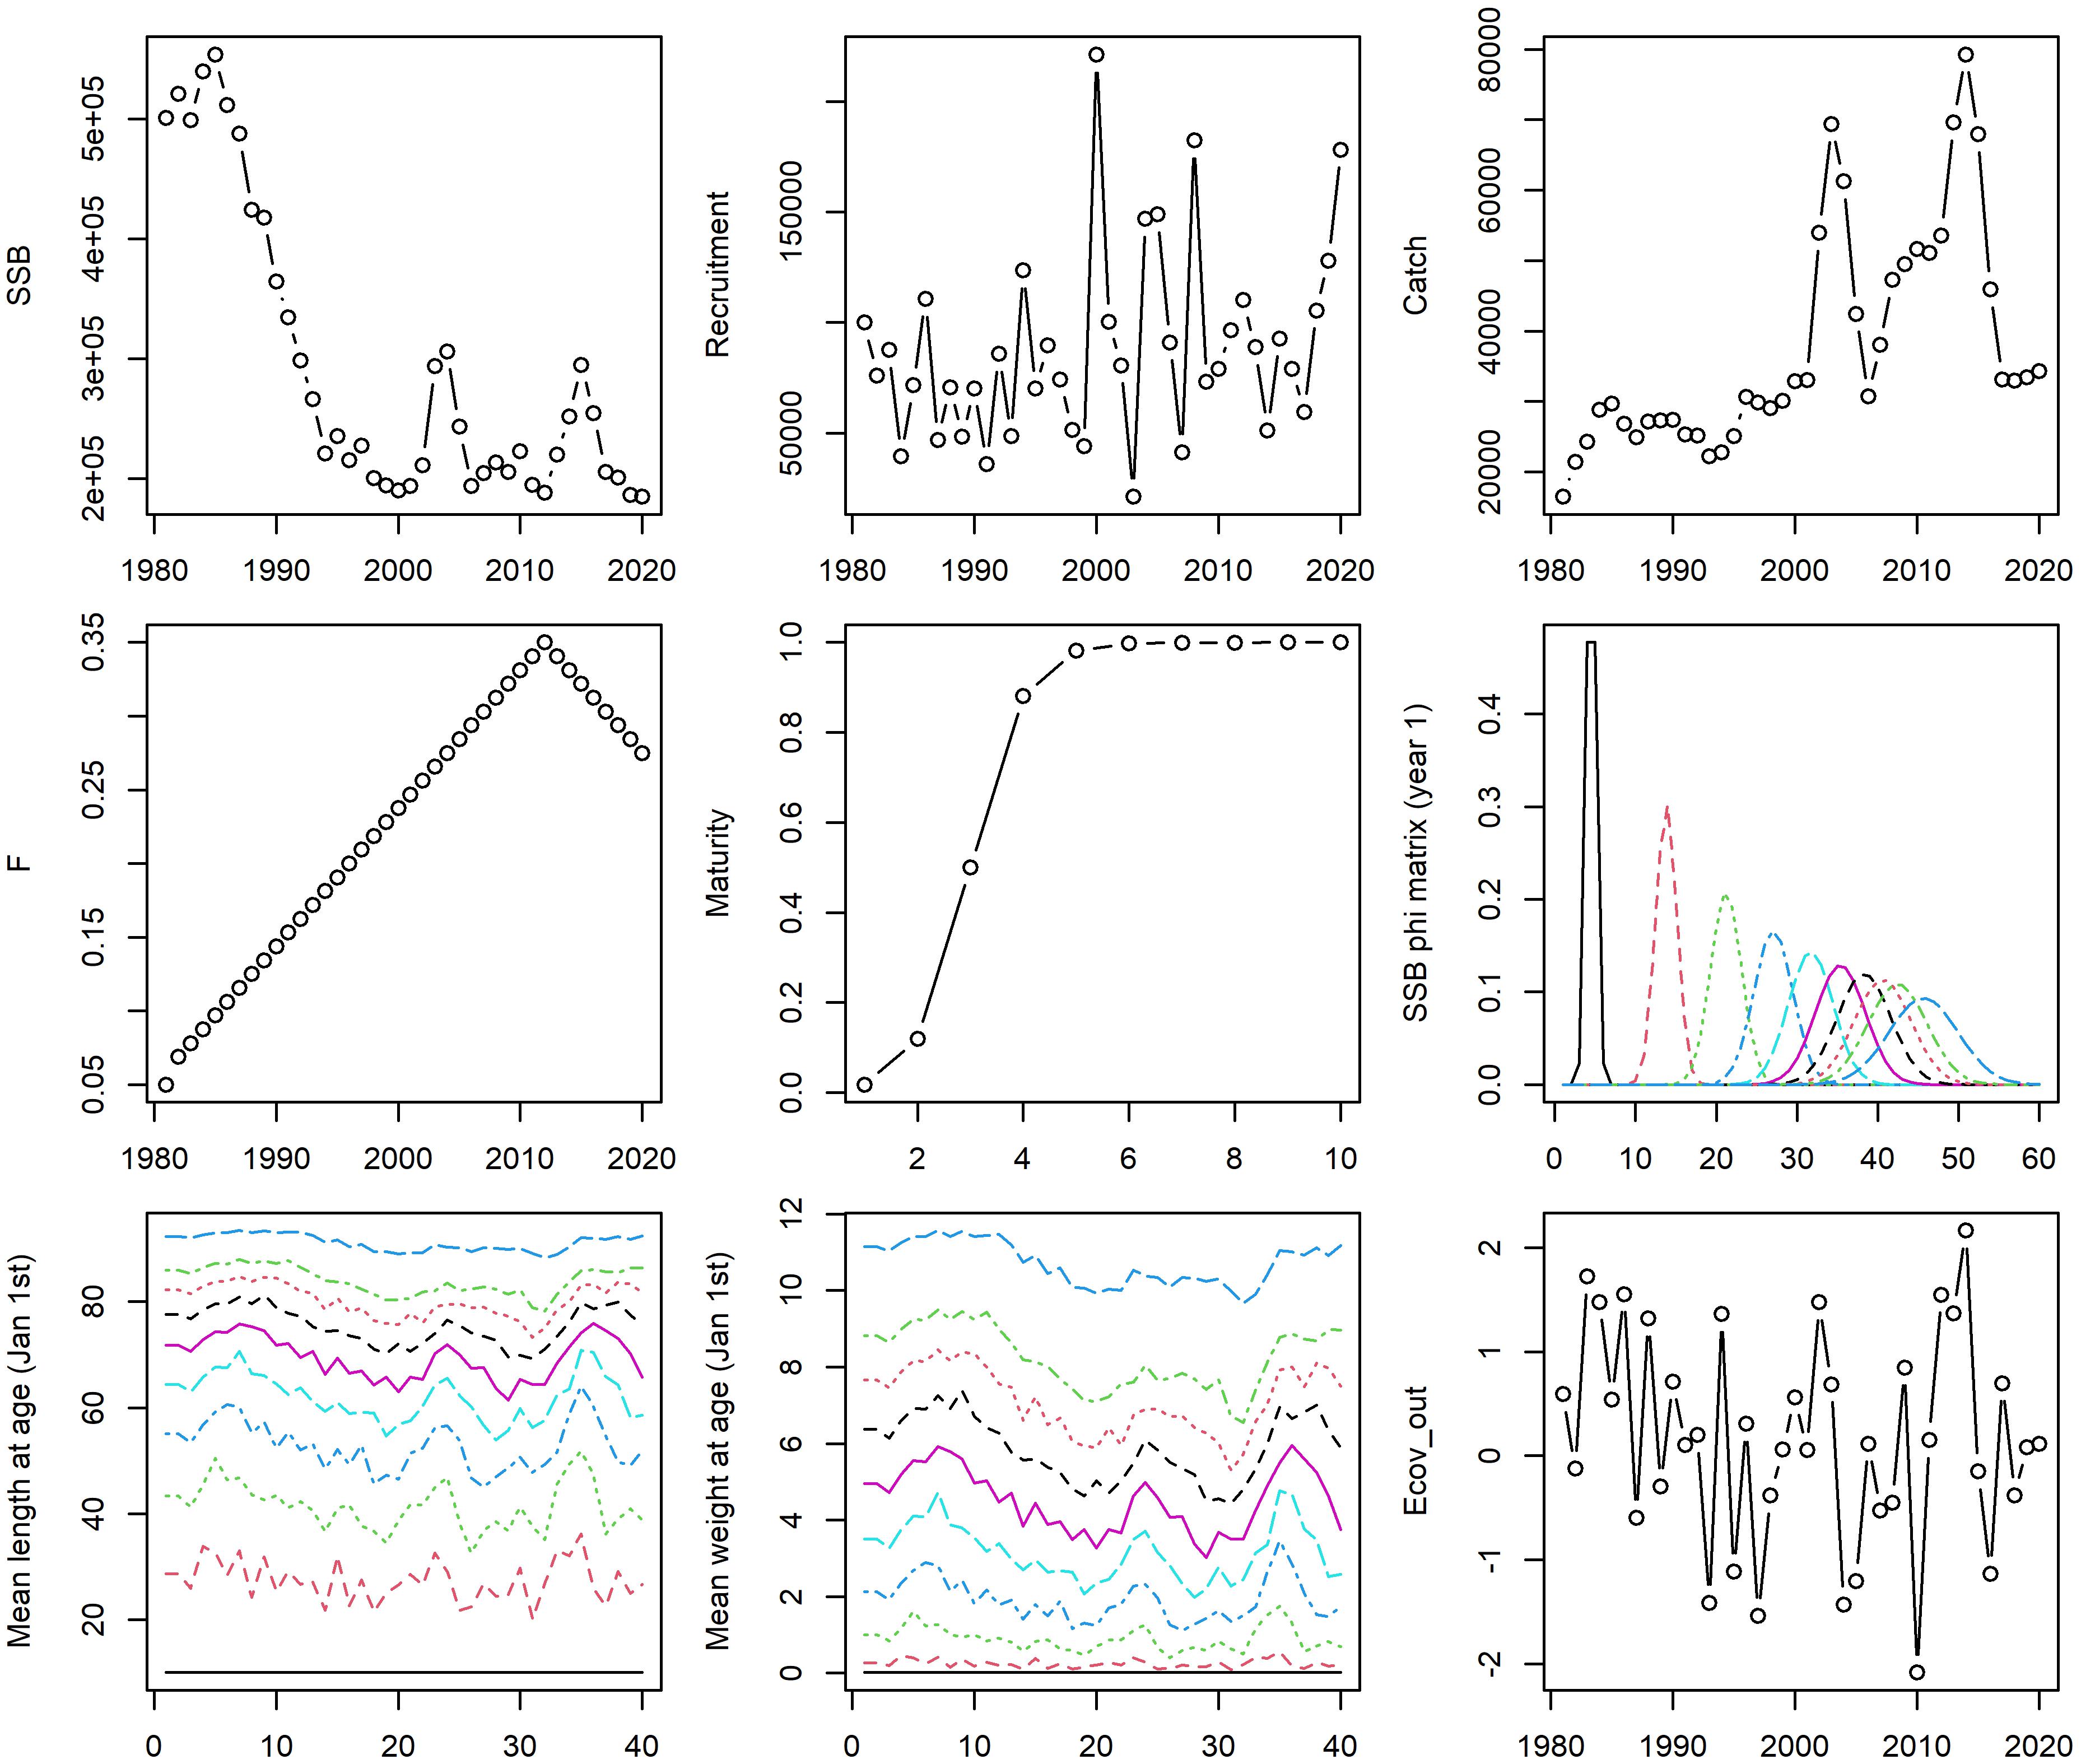 SSB
2e+05 3e+05 4e+05 5e+05
1980 1990 2000 2010 2020
Recruitment
50000 150000
1980 1990 2000 2010 2020
Catch
20000 40000 60000 80000
1980 1990 2000 2010 2020
F
0.05 0.15 0.25 0.35
1980 1990 2000 2010 2020
Maturity
0.0 0.2 0.4 0.6 0.8 1.0
2 4 6 8 10
SSB phi matrix (year 1)
0.0 0.1 0.2 0.3 0.4
0 10 20 30 40 50 60
Mean length at age (Jan 1st)
20 40 60 80
0 10 20 30 40
Mean weight at age (Jan 1st)
0 2 4 6 8 10 12
0 10 20 30 40
Ecov_out
-2 -1 0 1 2
1980 1990 2000 2010 2020